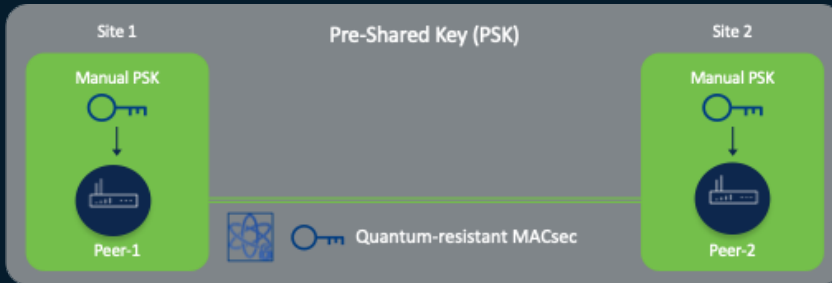 Site 1
Pre-Shared Key (PSK)
Site 2
Manual PSK
Manual PSK
Peer-1
Quantum-resistant MACsec
Peer-2